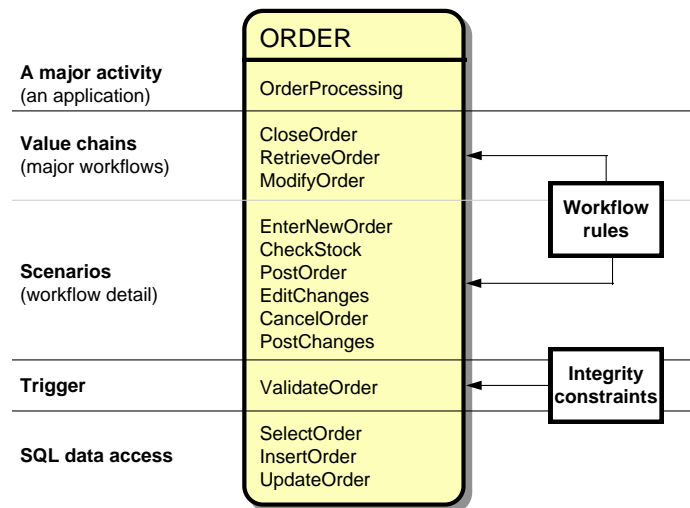 ORDER
A major activity
(an application)
OrderProcessing
Value chains
(major workflows)
CloseOrder
RetrieveOrder
ModifyOrder
Workflow
rules
Scenarios
(workflow detail)
EnterNewOrder
CheckStock
PostOrder
EditChanges
CancelOrder
PostChanges
Trigger
ValidateOrder
Integrity
constraints
SQL data access
SelectOrder
InsertOrder
UpdateOrder